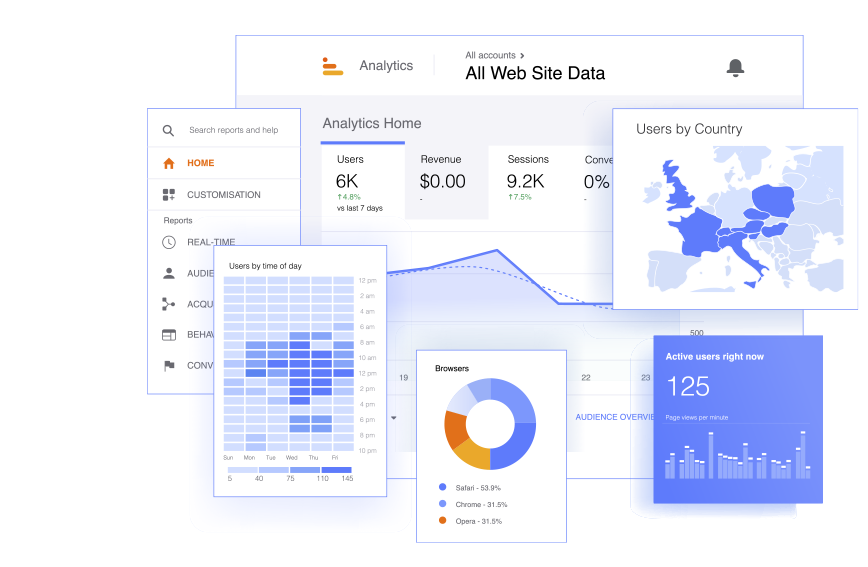 Analytics
All accounts >
All Web Site Data
Search reports and help
HOME
CUSTOMISATION
Reports
REAL-TIME
AUDIE
ACQU
BEHAV
CONV
Analytics Home
Users
6K
↑4.8%
vs last 7 days
Revenue
$0.00
-
Sessions
9.2K
↑7.5%
Conve
0%
-
500
19
22
23
AUDIENCE OVERVIE
Users by Country
Users by time of day
12 pm
2 am
4 am
6 am
8 am
10 am
12 pm
2 pm
4 pm
6 pm
8 pm
10 pm
Sun Mon Tue Wed Thu Fri
5 40 75 110 145
Browsers
Safari - 53.9%
Chrome - 31.5%
Opera - 31.5%
Active users right now
125
Page views per minute